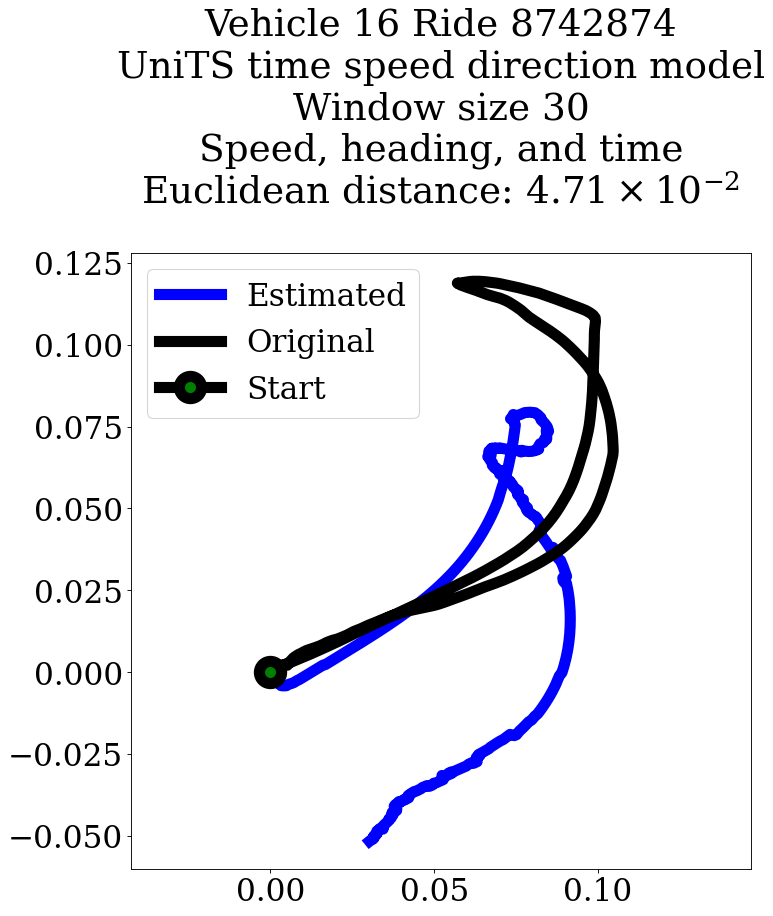 Vehicle 16 Ride 8742874
UniTS time speed direction model
Window size 30
Speed, heading, and time
Euclidean distance: 4.71 × 10⁻²
0.125
0.100
0.075
0.050
0.025
0.000
−0.025
−0.050
Estimated
Original
Start
0.00 0.05 0.10